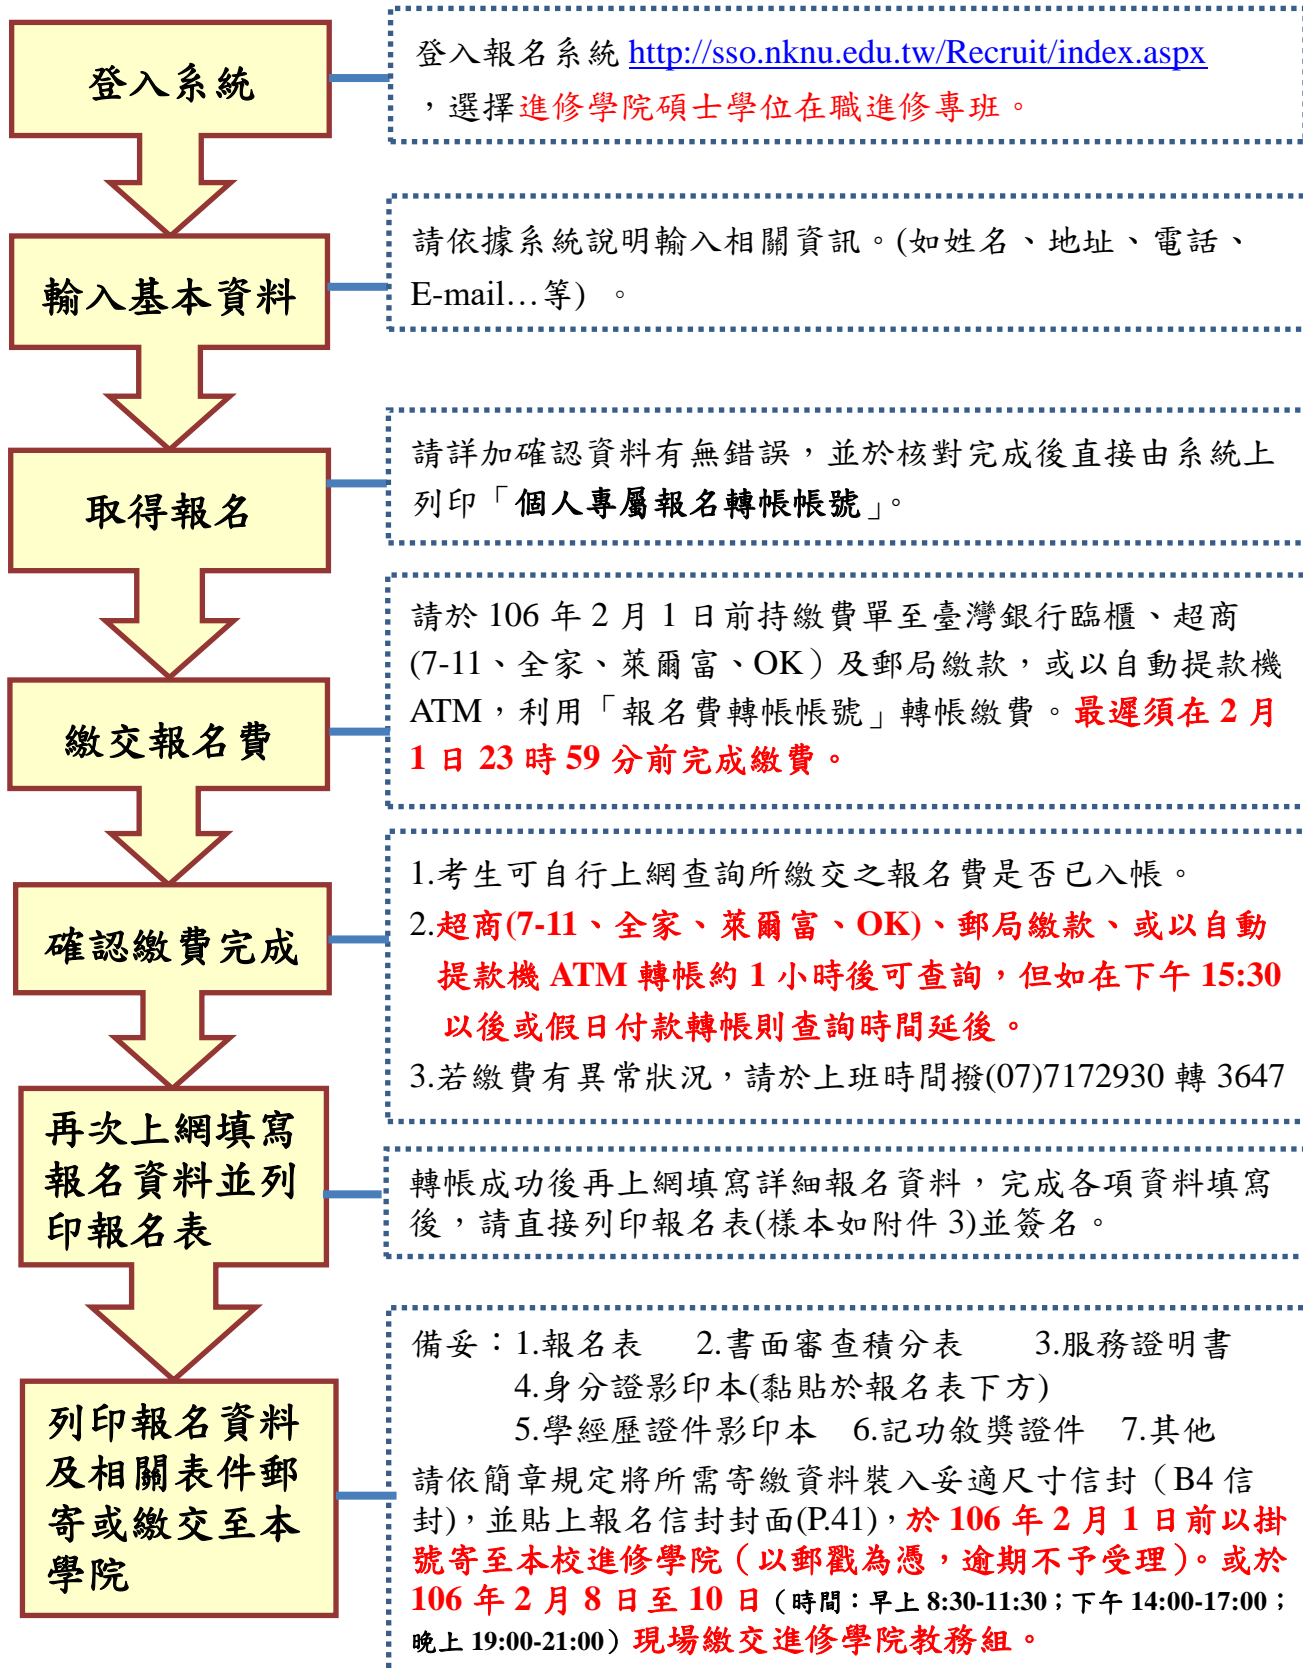 登入系統
登入報名系統 http://sso.nknu.edu.tw/Recruit/index.aspx
，選擇進修學院碩士學位在職進修專班。
輸入基本資料
請依據系統說明輸入相關資訊。(如姓名、地址、電話、
E-mail…等) 。
取得報名
請詳加確認資料有無錯誤，並於核對完成後直接由系統上
列印「個人專屬報名轉帳帳號」。
繳交報名費
請於 106 年 2 月 1 日前持繳費單至臺灣銀行臨櫃、超商
(7-11、全家、萊爾富、OK）及郵局繳款，或以自動提款機
ATM，利用「報名費轉帳帳號」轉帳繳費。最遲須在 2 月
1 日 23 時 59 分前完成繳費。
確認繳費完成
1.考生可自行上網查詢所繳交之報名費是否已入帳。
2.超商(7-11、全家、萊爾富、OK)、郵局繳款、或以自動
提款機 ATM 轉帳約 1 小時後可查詢，但如在下午 15:30
以後或假日付款轉帳則查詢時間延後。
3.若繳費有異常狀況，請於上班時間撥(07)7172930 轉 3647
再次上網填寫
報名資料並列
印報名表
轉帳成功後再上網填寫詳細報名資料，完成各項資料填寫
後，請直接列印報名表(樣本如附件 3)並簽名。
列印報名資料
及相關表件郵
寄或繳交至本
學院
備妥：1.報名表 2.書面審查積分表 3.服務證明書
4.身分證影印本(黏貼於報名表下方)
5.學經歷證件影印本 6.記功敘獎證件 7.其他
請依簡章規定將所需寄繳資料裝入妥適尺寸信封（B4 信
封)，並貼上報名信封封面(P.41)，於 106 年 2 月 1 日前以掛
號寄至本校進修學院（以郵戳為憑，逾期不予受理）。或於
106 年 2 月 8 日至 10 日（時間：早上 8:30-11:30；下午 14:00-17:00；
晚上 19:00-21:00）現場繳交進修學院教務組。